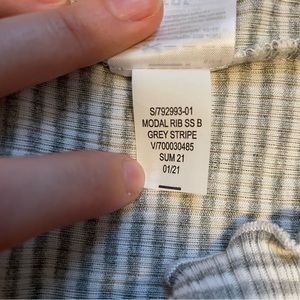 S/792993-01
MODAL RIB SS B
GREY STRIPE
V/700030485
SUM 21
01/21